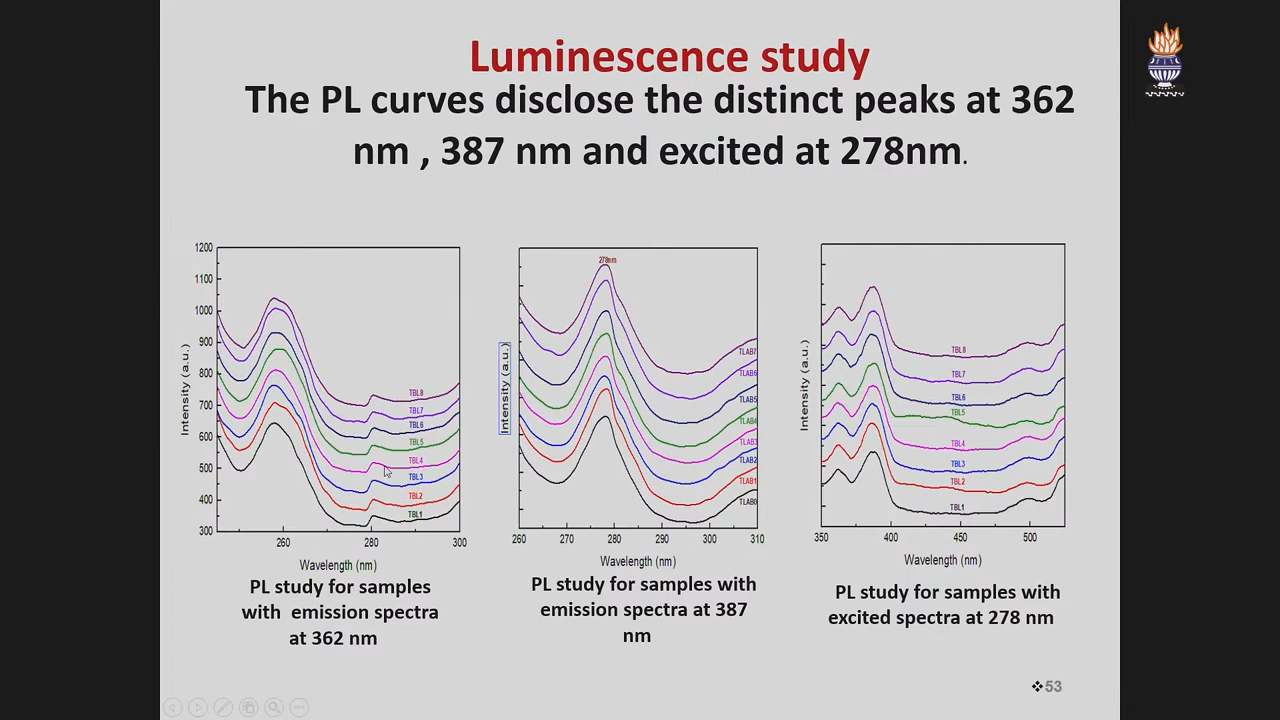 Luminescence study
The PL curves disclose the distinct peaks at 362
nm , 387 nm and excited at 278nm.
1200
1100
1000
900
800
700
600
500
400
300
Intensity (a.u.)
TBL8
TBL7
TBL6
TBL5
TBL4
TBL3
TBL2
TBL1
260 280 300
Wavelength (nm)
PL study for samples
with emission spectra
at 362 nm
278nm
Intensity (a.u.)
TLAB7
TLAB6
TLAB5
TLAB4
TLAB3
TLAB2
TLAB1
TLAB0
260 270 280 290 300 310
Wavelength (nm)
PL study for samples with
emission spectra at 387
nm
Intensity (a.u.)
TBL8
TBL7
TBL6
TBL5
TBL4
TBL3
TBL2
TBL1
350 400 450 500
Wavelength (nm)
PL study for samples with
excited spectra at 278 nm
❖53